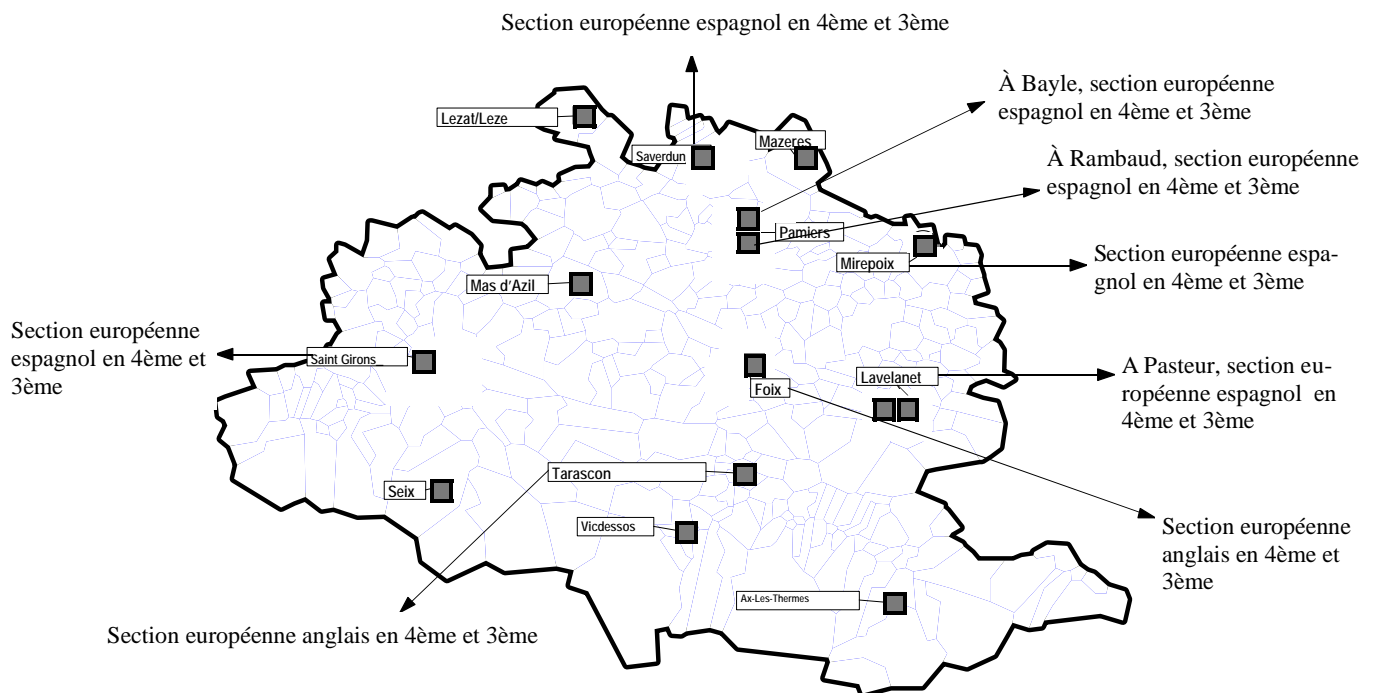 Section européenne espagnol en 4ème et 3ème
À Bayle, section européenne
espagnol en 4ème et 3ème
Lezat/Leze
Saverdun
Mazeres
À Rambaud, section européenne
espagnol en 4ème et 3ème
Pamiers
Mirepoix
Section européenne espa-
gnol en 4ème et 3ème
Mas d'Azil
Section européenne
espagnol en 4ème et
3ème
Saint Girons_
Foix
Lavelanet
A Pasteur, section eu-
ropéenne espagnol en
4ème et 3ème
Tarascon
Seix
Vicdessos
Section européenne
anglais en 4ème et
3ème
Ax-Les-Thermes
Section européenne anglais en 4ème et 3ème